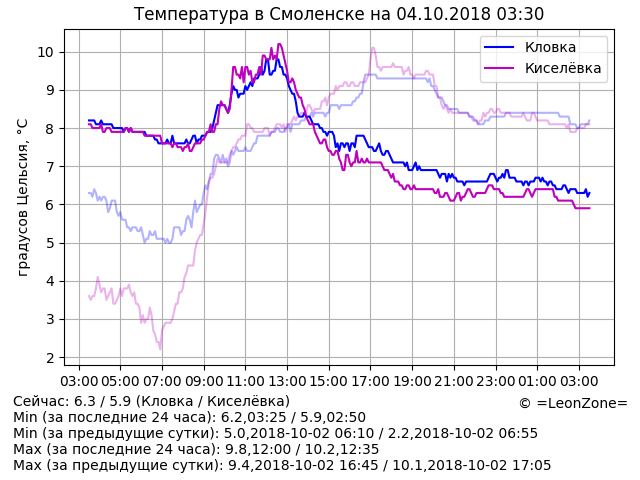 Температура в Смоленске на 04.10.2018 03:30
градусов Цельсия, °C
10
9
8
7
6
5
4
3
2
Кловка
Киселёвка
03:00 05:00 07:00 09:00 11:00 13:00 15:00 17:00 19:00 21:00 23:00 01:00 03:00
Сейчас: 6.3 / 5.9 (Кловка / Киселёвка)
© =LeonZone=
Min (за последние 24 часа): 6.2,03:25 / 5.9,02:50
Min (за предыдущие сутки): 5.0,2018-10-02 06:10 / 2.2,2018-10-02 06:55
Max (за последние 24 часа): 9.8,12:00 / 10.2,12:35
Max (за предыдущие сутки): 9.4,2018-10-02 16:45 / 10.1,2018-10-02 17:05